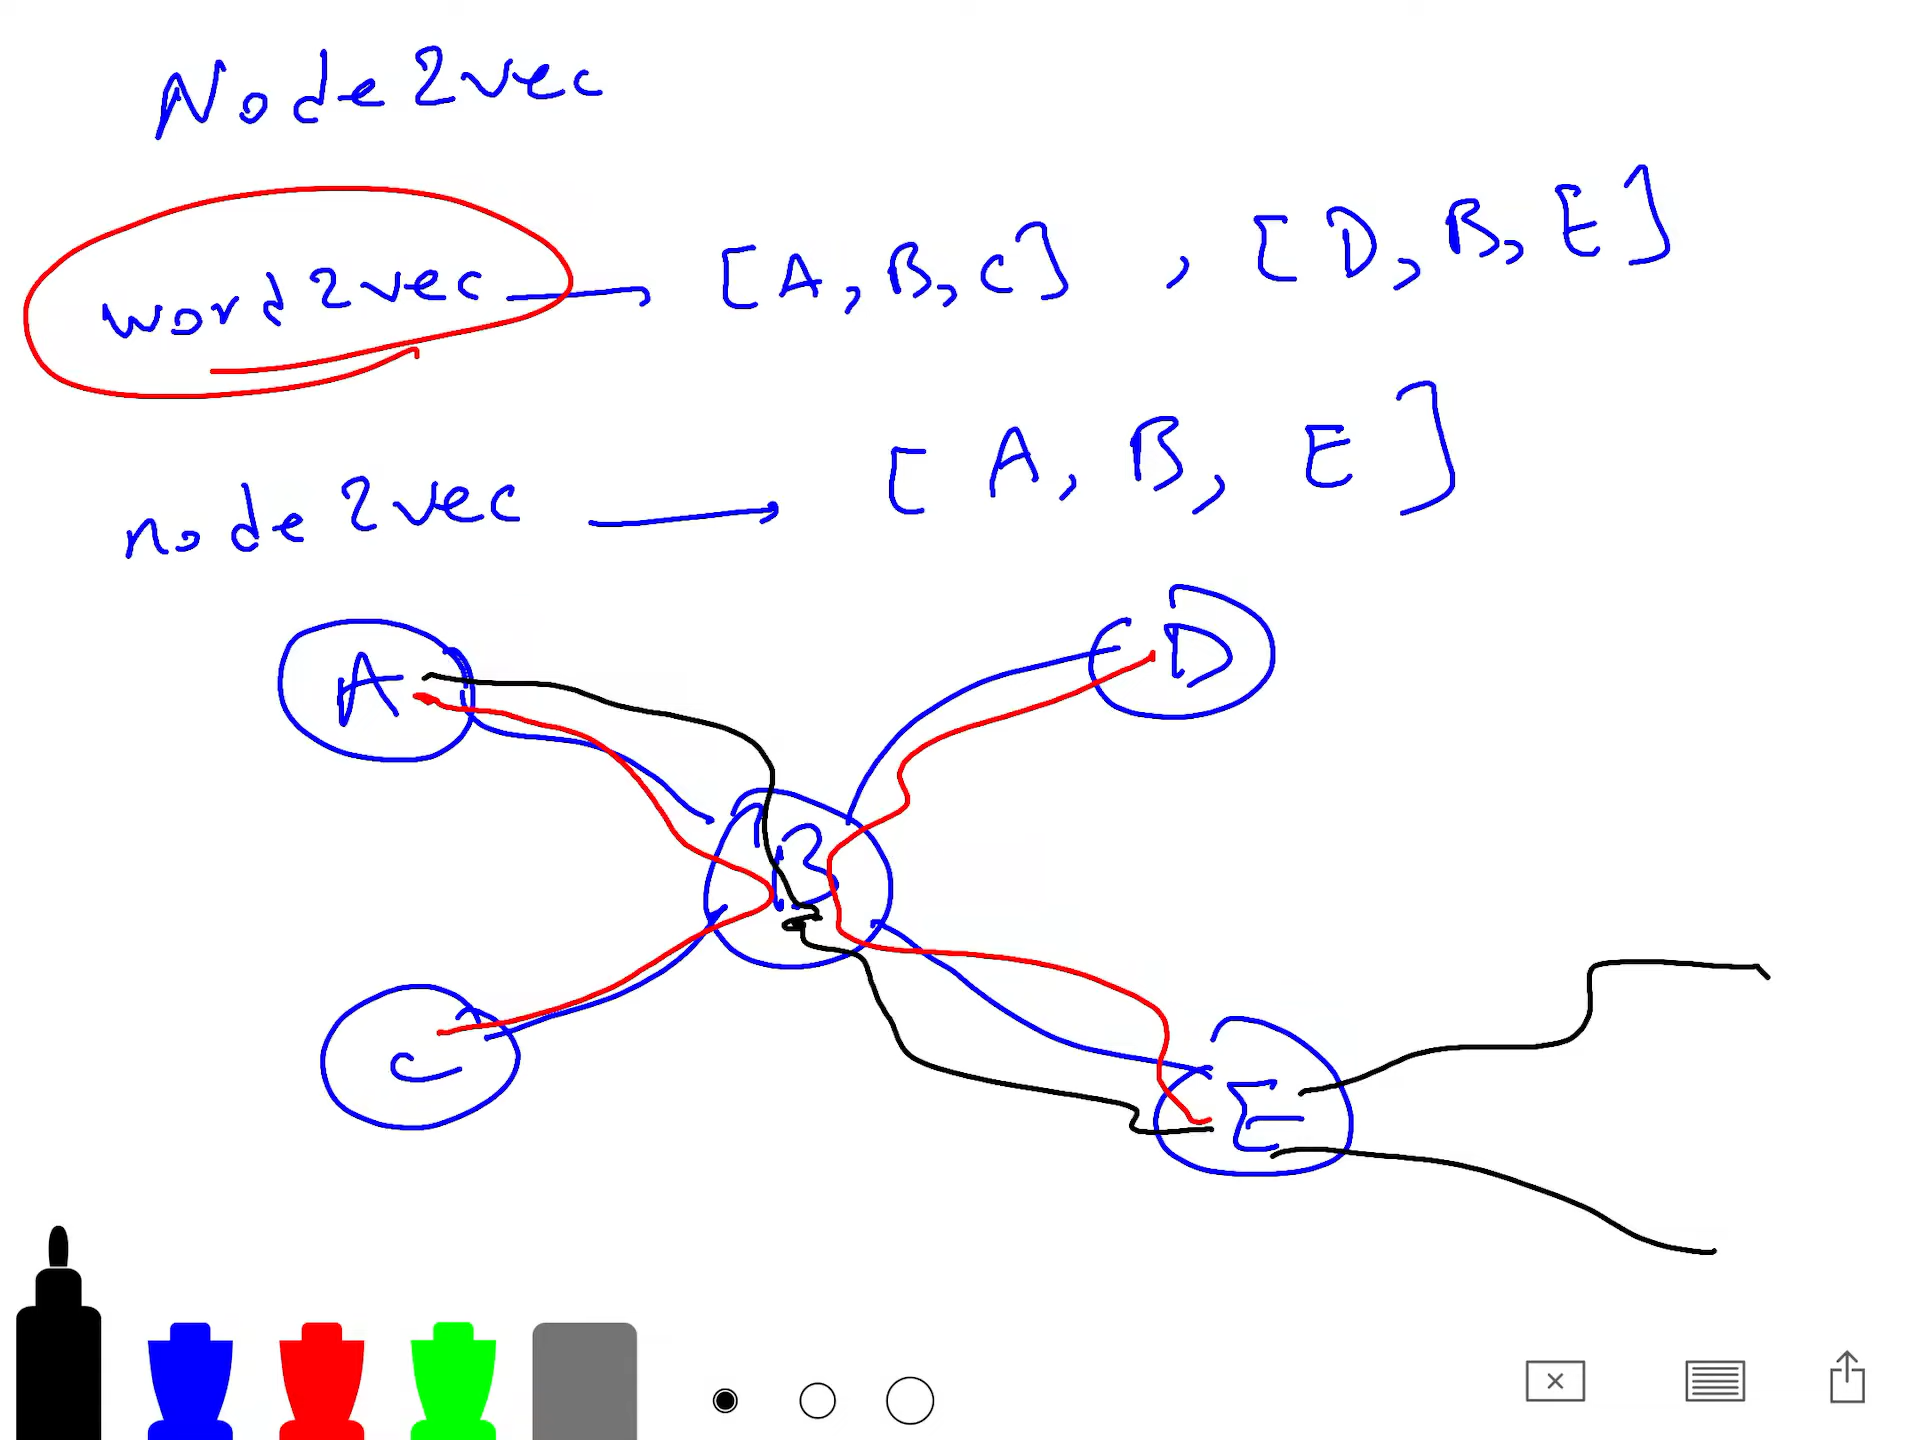 Node2vec
word2vec → [A, B, C] , [D, B, E]
node2vec → [A, B, E]
A
D
B
C
E